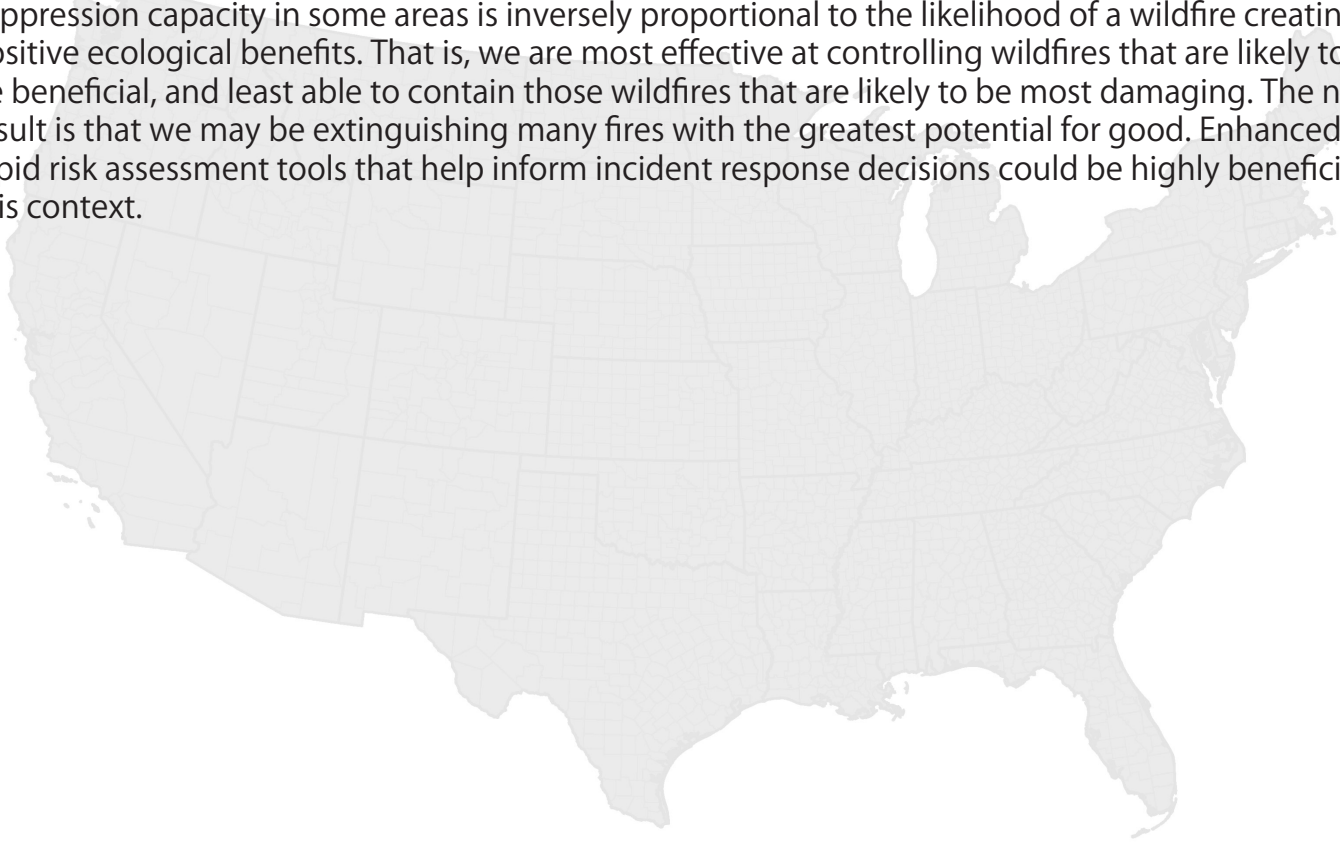 ppression capacity in some areas is inversely proportional to the likelihood of a wildfire creatin
ositive ecological benefits. That is, we are most effective at controlling wildfires that are likely to
e beneficial, and least able to contain those wildfires that are likely to be most damaging. The n
sult is that we may be extinguishing many fires with the greatest potential for good. Enhanced
pid risk assessment tools that help inform incident response decisions could be highly benefici
is context.